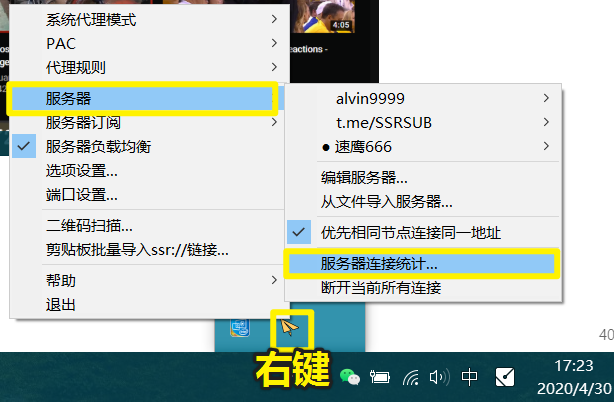 系统代理模式
PAC
代理规则
服务器
服务器订阅
服务器负载均衡
选项设置...
端口设置...
二维码扫描...
剪贴板批量导入ssr://链接...
帮助
退出
alvin9999
t.me/SSRSUB
● 速鹰666
编辑服务器...
从文件导入服务器...
优先相同节点连接同一地址
服务器连接统计...
断开当前所有连接
eactions -
40
右键
中
17:23
2020/4/30